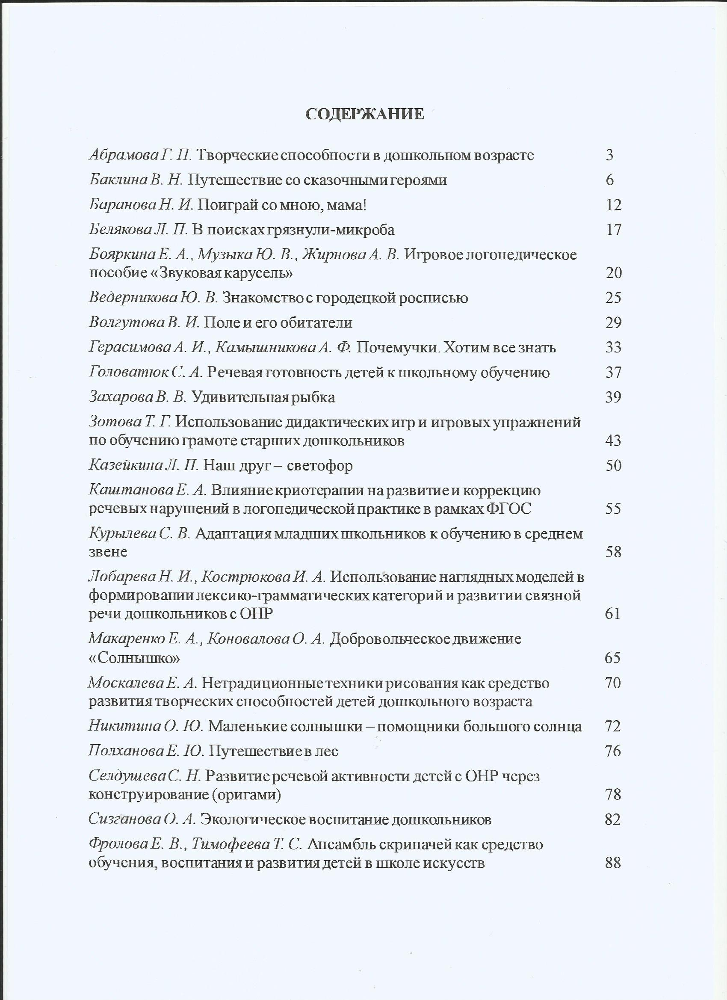 СОДЕРЖАНИЕ
Абрамова Г. П. Творческие способности в дошкольном возрасте 3
Баклина В. Н. Путешествие со сказочными героями 6
Баранова Н. И. Поиграй со мною, мама! 12
Белякова Л. П. В поисках грязнули-микроба 17
Бояркина Е. А., Музыка Ю. В., Жирнова А. В. Игровое логопедическое
пособие «Звуковая карусель» 20
Ведерникова Ю. В. Знакомство с городецкой росписью 25
Волгутова В. И. Поле и его обитатели 29
Герасимова А. И., Камышникова А. Ф. Почемучки. Хотим все знать 33
Головатюк С. А. Речевая готовность детей к школьному обучению 37
Захарова В. В. Удивительная рыбка 39
Зотова Т. Г. Использование дидактических игр и игровых упражнений
по обучению грамоте старших дошкольников 43
Казейкина Л. П. Наш друг – светофор 50
Каштанова Е. А. Влияние криотерапии на развитие и коррекцию
речевых нарушений в логопедической практике в рамках ФГОС 55
Курылева С. В. Адаптация младших школьников к обучению в среднем
звене 58
Лобарева Н. И., Кострюкова И. А. Использование наглядных моделей в
формировании лексико-грамматических категорий и развитии связной
речи дошкольников с ОНР 61
Макаренко Е. А., Коновалова О. А. Добровольческое движение
«Солнышко» 65
Москалева Е. А. Нетрадиционные техники рисования как средство 70
развития творческих способностей детей дошкольного возраста
Никитина О. Ю. Маленькие солнышки – помощники большого солнца 72
Полханова Е. Ю. Путешествие в лес 76
Селдушева С. Н. Развитие речевой активности детей с ОНР через
конструирование (оригами) 78
Сизганова О. А. Экологическое воспитание дошкольников 82
Фролова Е. В., Тимофеева Т. С. Ансамбль скрипачей как средство
обучения, воспитания и развития детей в школе искусств 88